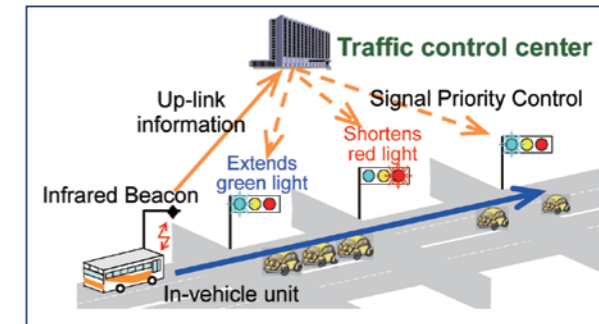 Traffic control center
Up-link
information
Signal Priority Control
Shortens
red light
Extends
green light
Infrared Beacon
In-vehicle unit